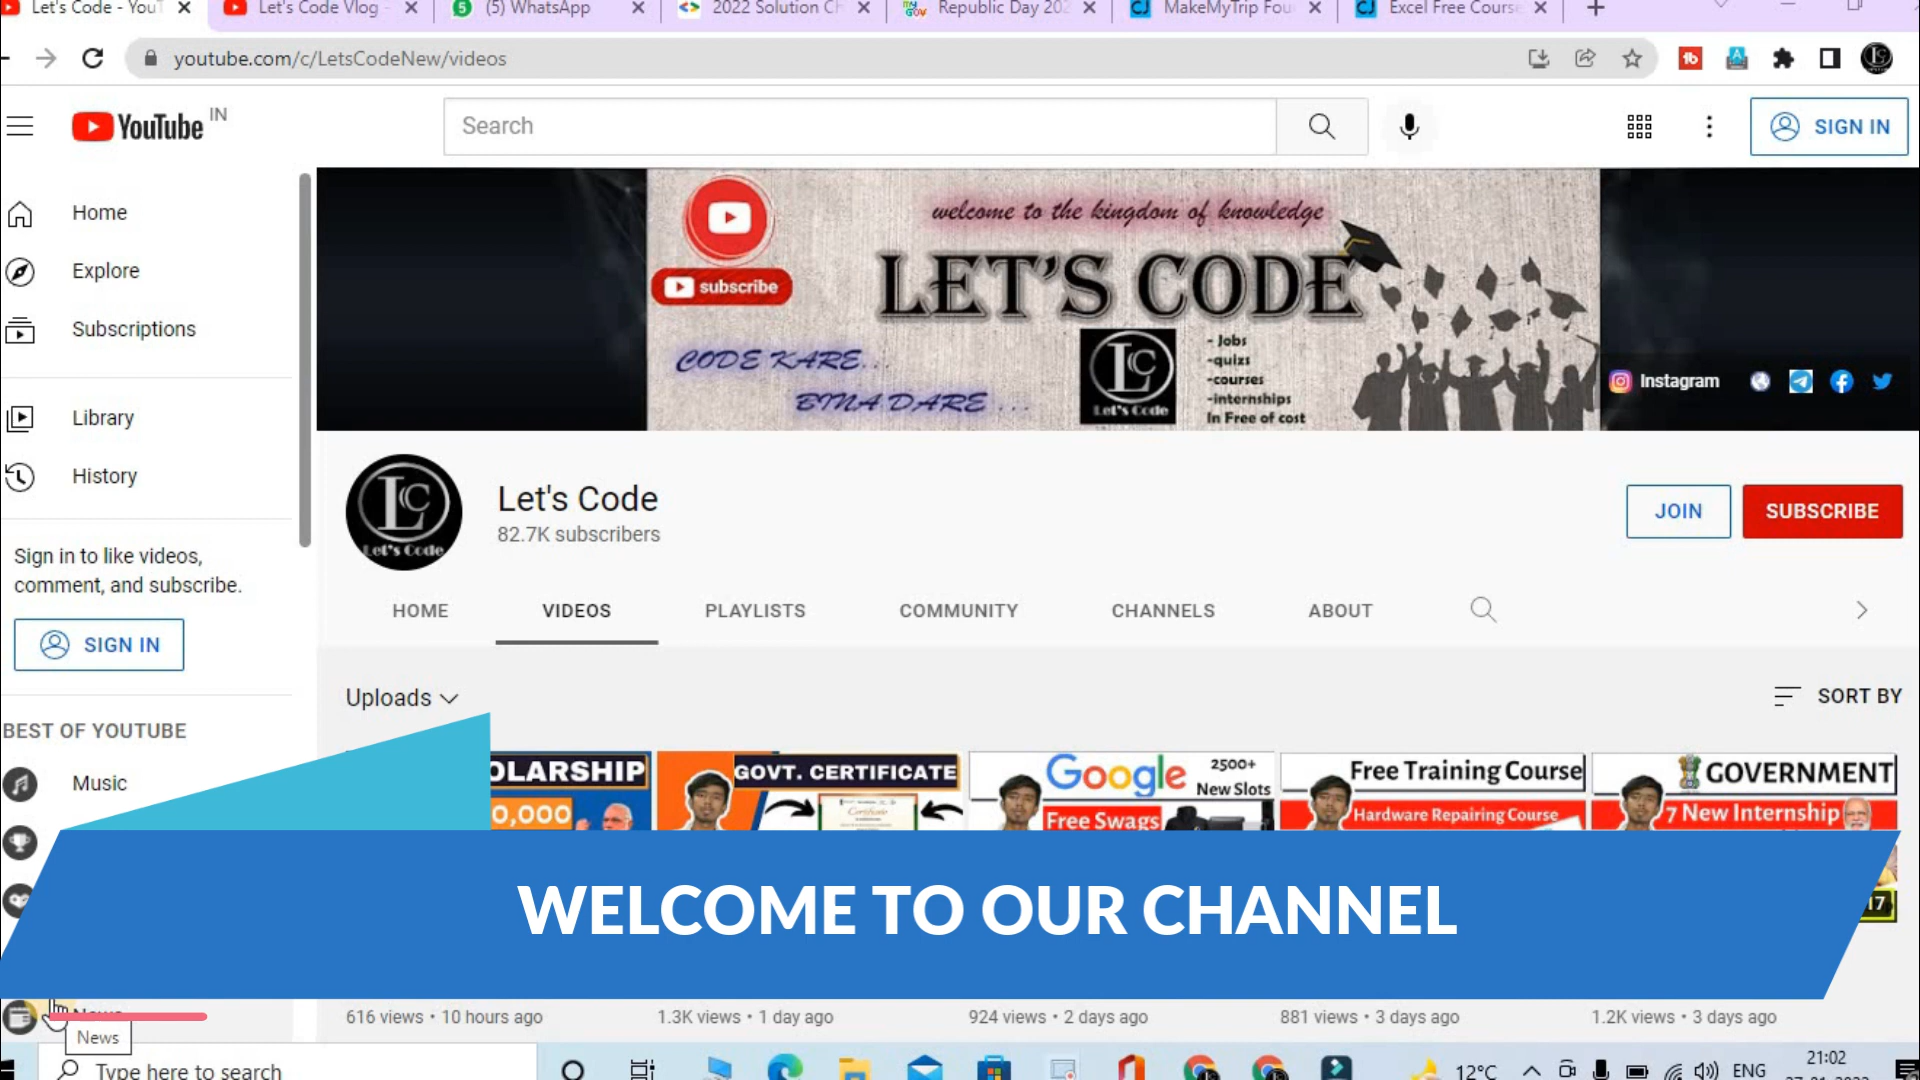 Let's Code - YouT
Let's Code Vlog -
(5) WhatsApp
2022 Solution Ch
Republic Day 202
MakeMyTrip Fou
Excel Free Course
youtube.com/c/LetsCodeNew/videos
YouTube IN
Search
SIGN IN
Home
Explore
Subscriptions
Library
History
Sign in to like videos,
comment, and subscribe.
SIGN IN
BEST OF YOUTUBE
Music
News
welcome to the kingdom of knowledge
LET'S CODE
subscribe
CODE KARE..
BINA DARE ...
LC
Let's Code
- Jobs
-quizs
-courses
-internships
In Free of cost
Instagram
Let's Code
Let's Code
82.7K subscribers
JOIN
SUBSCRIBE
HOME
VIDEOS
PLAYLISTS
COMMUNITY
CHANNELS
ABOUT
Uploads
SORT BY
OLARSHIP
0,000
GOVT. CERTIFICATE
Certificate
Google
2500+
New Slots
Free Swags
Free Training Course
Hardware Repairing Course
GOVERNMENT
7 New Internship
17
WELCOME TO OUR CHANNEL
616 views • 10 hours ago
1.3K views • 1 day ago
924 views • 2 days ago
881 views • 3 days ago
1.2K views • 3 days ago
Type here to search
12°C
ENG
21:02